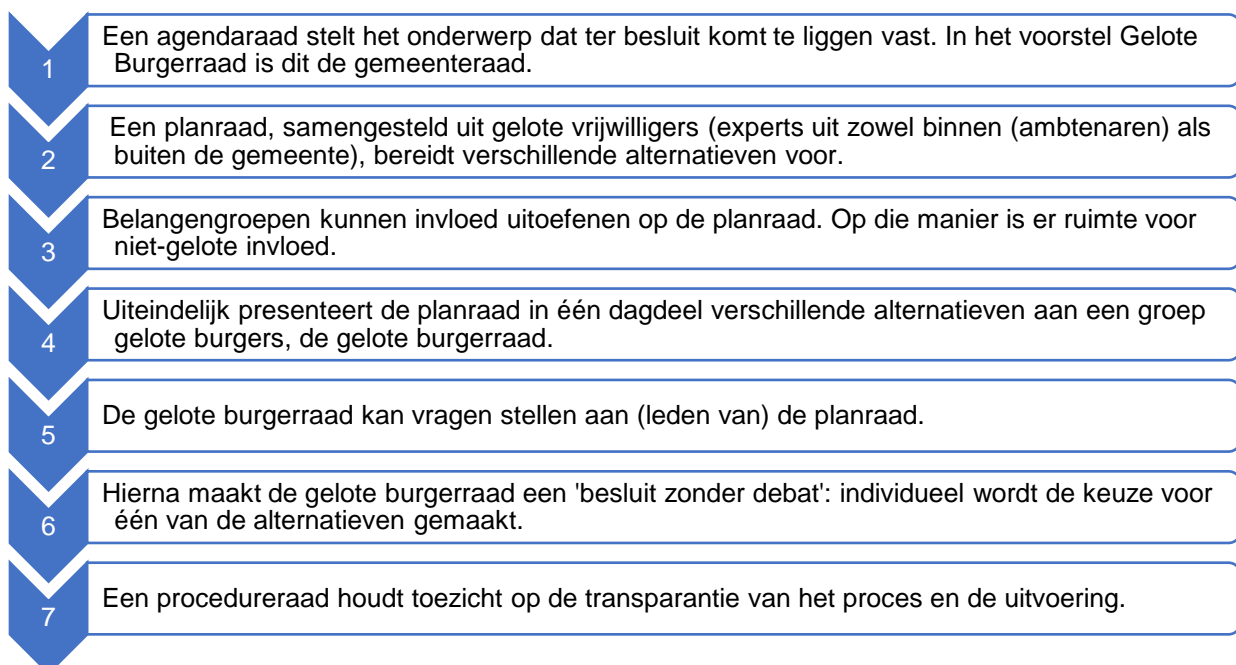 1
Een agendaraad stelt het onderwerp dat ter besluit komt te liggen vast. In het voorstel Gelote
Burgerraad is dit de gemeenteraad.
2
Een planraad, samengesteld uit gelote vrijwilligers (experts uit zowel binnen (ambtenaren) als
buiten de gemeente), bereidt verschillende alternatieven voor.
3
Belangengroepen kunnen invloed uitoefenen op de planraad. Op die manier is er ruimte voor
niet-gelote invloed.
4
Uiteindelijk presenteert de planraad in één dagdeel verschillende alternatieven aan een groep
gelote burgers, de gelote burgerraad.
5
De gelote burgerraad kan vragen stellen aan (leden van) de planraad.
6
Hierna maakt de gelote burgerraad een 'besluit zonder debat': individueel wordt de keuze voor
één van de alternatieven gemaakt.
7
Een procedureraad houdt toezicht op de transparantie van het proces en de uitvoering.